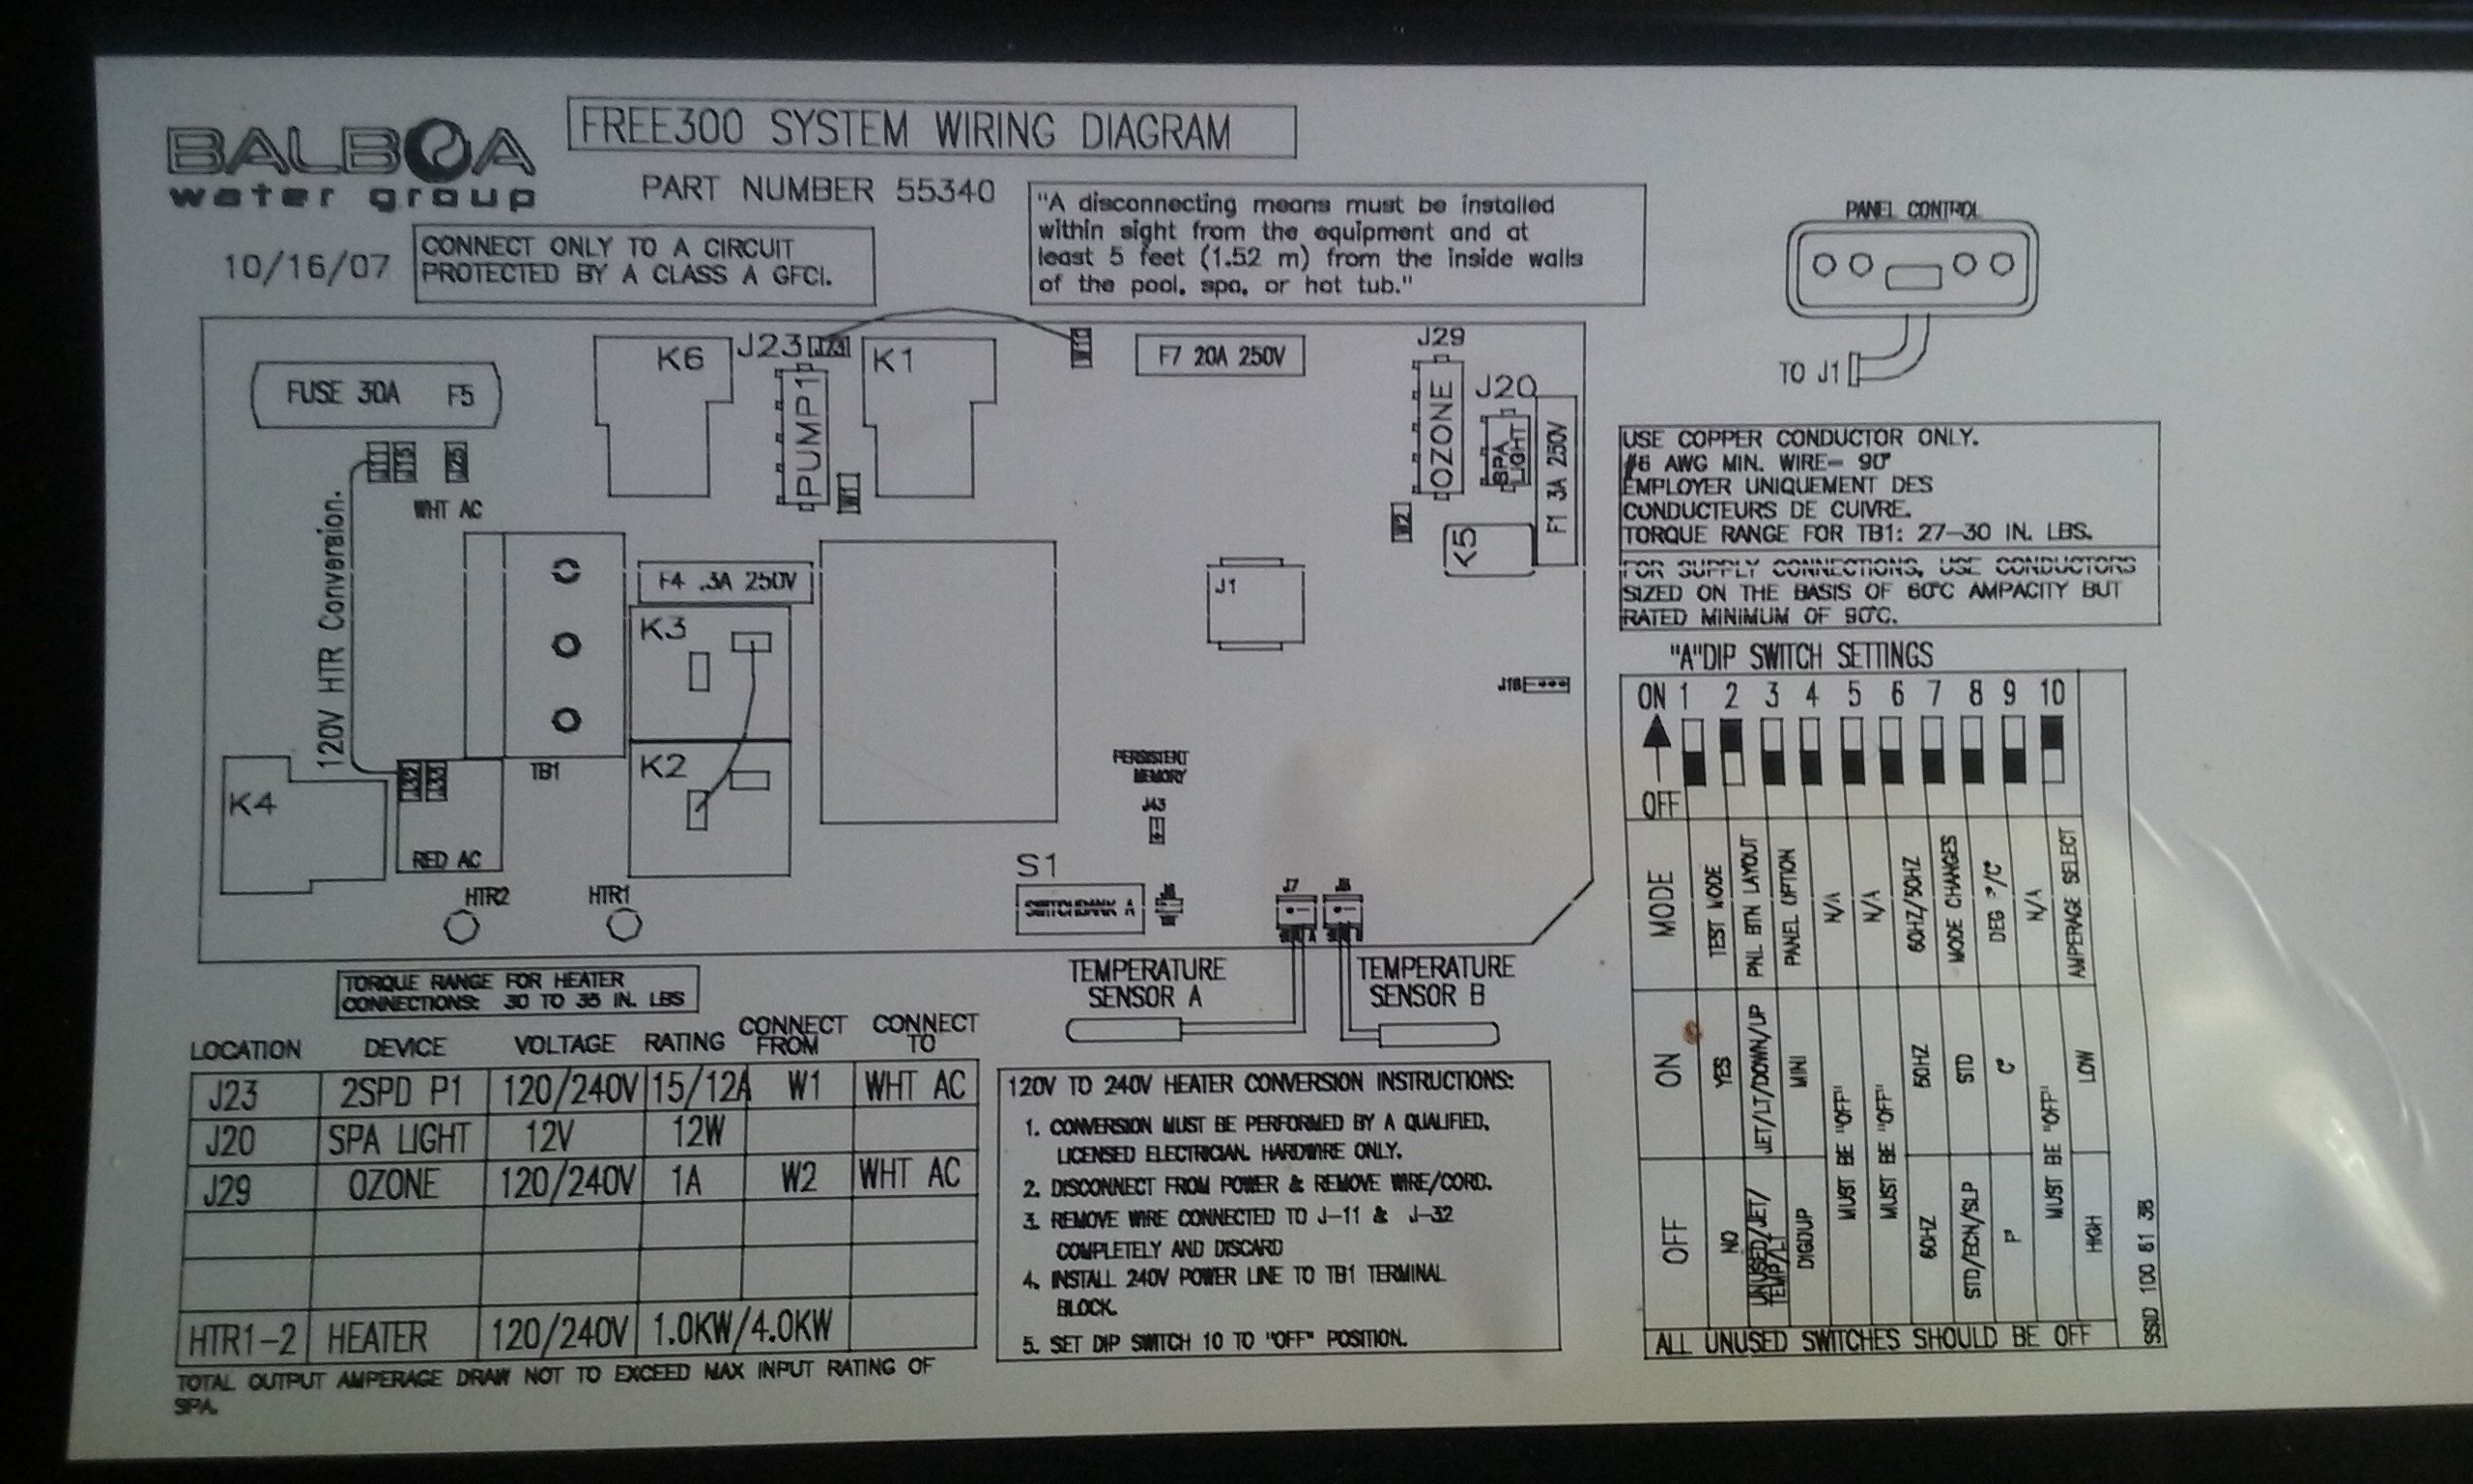 BALBOA
water group
FREE300 SYSTEM WIRING DIAGRAM
PART NUMBER 55340
10/16/07
CONNECT ONLY TO A CIRCUIT
PROTECTED BY A CLASS A GFCI.
"A disconnecting means must be installed
within sight from the equipment and at
least 5 feet (1.52 m) from the inside walls
of the pool, spa, or hot tub."
PANEL CONTROL
TO J1
FUSE 30A F5
K6
J23
J73
K1
W11
F7 20A 250V
J29
J20
PUMP1
W1
OZONE
SPA
LIGHT
F1 3A 250V
W2
K5
J11
J15
J25
WHT AC
120V HTR Conversion.
F4 .3A 250V
K3
K2
TB1
J1
J18
K4
J32
J33
RED AC
HTR2
HTR1
PERSISTENT
MEMORY
J43
S1
SWITCHBANK A
J7
TEMPERATURE
SENSOR A
TEMPERATURE
SENSOR B
USE COPPER CONDUCTOR ONLY.
#6 AWG MIN. WIRE- 90°
EMPLOYER UNIQUEMENT DES
CONDUCTEURS DE CUIVRE.
TORQUE RANGE FOR TB1: 27-30 IN. LBS.
FOR SUPPLY CONNECTIONS, USE CONDUCTORS
SIZED ON THE BASIS OF 60°C AMPACITY BUT
RATED MINIMUM OF 90°C.
"A"DIP SWITCH SETTINGS
ON 1 2 3 4 5 6 7 8 9 10
OFF
MODE
TEST MODE
PNL BTN LAYOUT
PANEL OPTION
N/A
N/A
60HZ/50HZ
MODE CHANGES
DEG F°/C°
N/A
AMPERAGE SELECT
ON
YES
JET/LT/DOWN/UP
MINI
MUST BE "OFF"
MUST BE "OFF"
50HZ
STD
C°
MUST BE "OFF"
LOW
OFF
NO
UNUSED/JET/
TEMP/LT
DIGDUP
60HZ
STD/ECN/SLP
F°
HIGH
ALL UNUSED SWITCHES SHOULD BE OFF
SSID 100 61 38
TORQUE RANGE FOR HEATER
CONNECTIONS: 30 TO 35 IN. LBS
LOCATION DEVICE VOLTAGE RATING CONNECT FROM CONNECT TO
J23 2SPD P1 120/240V 15/12A W1 WHT AC
J20 SPA LIGHT 12V 12W
J29 OZONE 120/240V 1A W2 WHT AC
HTR1-2 HEATER 120/240V 1.0KW/4.0KW
TOTAL OUTPUT AMPERAGE DRAW NOT TO EXCEED MAX INPUT RATING OF
SPA.
120V TO 240V HEATER CONVERSION INSTRUCTIONS:
1. CONVERSION MUST BE PERFORMED BY A QUALIFIED,
LICENSED ELECTRICIAN. HARDWIRE ONLY.
2. DISCONNECT FROM POWER & REMOVE WIRE/CORD.
3. REMOVE WIRE CONNECTED TO J-11 & J-32
COMPLETELY AND DISCARD
4. INSTALL 240V POWER LINE TO TB1 TERMINAL
BLOCK.
5. SET DIP SWITCH 10 TO "OFF" POSITION.